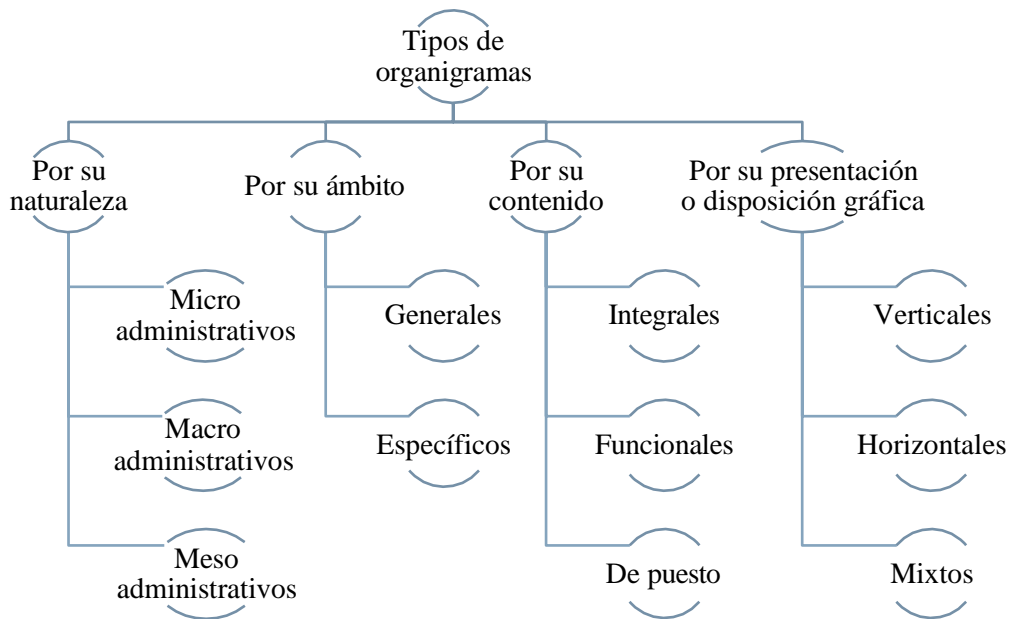 Tipos de
organigramas
Por su
naturaleza
Micro
administrativos
Macro
administrativos
Meso
administrativos
Por su ámbito
Generales
Específicos
Por su
contenido
Integrales
Funcionales
De puesto
Por su presentación
o disposición gráfica
Verticales
Horizontales
Mixtos